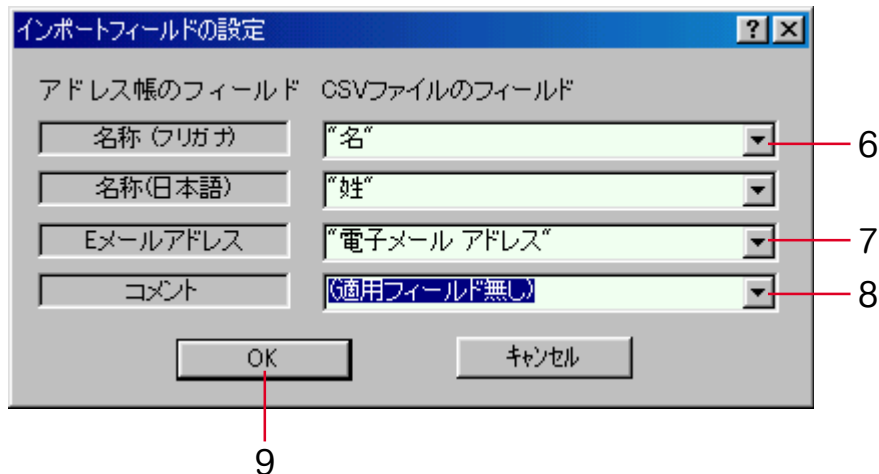 インポートフィールドの設定
アドレス帳のフィールド CSVファイルのフィールド
名称(フリガナ) "名" 6
名称(日本語) "姓"
Eメールアドレス "電子メール アドレス" 7
コメント (適用フィールド無し) 8
OK キャンセル
9